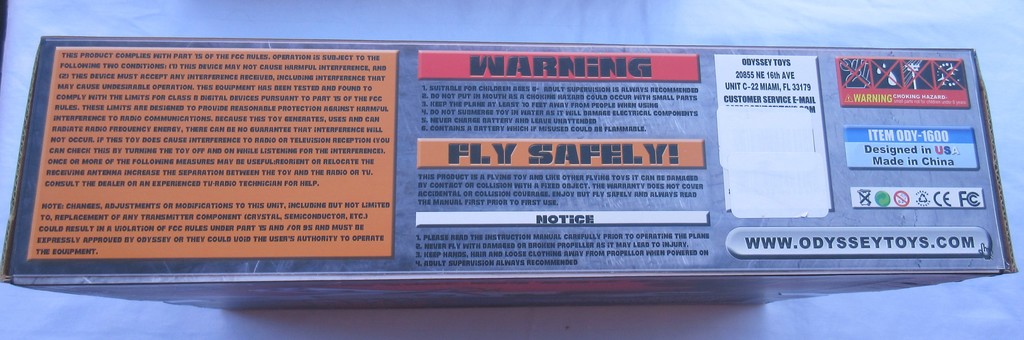 THIS PRODUCT COMPLIES WITH PART 15 OF THE FCC RULES. OPERATION IS SUBJECT TO THE
FOLLOWING TWO CONDITIONS: (1) THIS DEVICE MAY NOT CAUSE HARMFUL INTERFERENCE, AND
(2) THIS DEVICE MUST ACCEPT ANY INTERFERENCE RECEIVED, INCLUDING INTERFERENCE THAT
MAY CAUSE UNDESIRABLE OPERATION. THIS EQUIPMENT HAS BEEN TESTED AND FOUND TO
COMPLY WITH THE LIMITS FOR CLASS B DIGITAL DEVICES PURSUANT TO PART 15 OF THE FCC
RULES. THESE LIMITS ARE DESIGNED TO PROVIDE REASONABLE PROTECTION AGAINST HARMFUL
INTERFERENCE TO RADIO COMMUNICATIONS. BECAUSE THIS TOY GENERATES, USES AND CAN
RADIATE RADIO FREQUENCY ENERGY, THERE CAN BE NO GUARANTEE THAT INTERFERENCE WILL
NOT OCCUR. IF THIS TOY DOES CAUSE INTERFERENCE TO RADIO OR TELEVISION RECEPTION (YOU
CAN CHECK THIS BY TURNING THE TOY OFF AND ON WHILE LISTENING FOR THE INTERFERENCE).
ONCE OR MORE OF THE FOLLOWING MEASURES MAY BE USEFUL:REORIENT OR RELOCATE THE
RECEIVING ANTENNA INCREASE THE SEPARATION BETWEEN THE TOY AND THE RADIO OR TV.
CONSULT THE DEALER OR AN EXPERIENCED TU-RADIO TECHNICIAN FOR HELP.
NOTE: CHANGES, ADJUSTMENTS OR MODIFICATIONS TO THIS UNIT, INCLUDING BUT NOT LIMITED
TO, REPLACEMENT OF ANY TRANSMITTER COMPONENT (CRYSTAL, SEMICONDUCTOR, ETC.)
COULD RESULT IN A VIOLATION OF FCC RULES UNDER PART 15 AND /OR 95 AND MUST BE
EXPRESSLY APPROVED BY ODYSSEY OR THEY COULD VOID THE USER'S AUTHORITY TO OPERATE
THE EQUIPMENT.
WARNING
1. SUITABLE FOR CHILDREN AGES 8+ ADULT SUPERVISION IS ALWAYS RECOMMENDED
2. DO NOT PUT IN MOUTH AS A CHOKING HAZARD COULD OCCUR WITH SMALL PARTS
3. KEEP THE PLANE AT LEAST 10 FEET AWAY FROM PEOPLE WHEN USING
4. DO NOT SUBMERGE TOY IN WATER AS IT WILL DAMAGE ELECTRICAL COMPONENTS
5. NEVER CHARGE BATTERY AND LEAVE UNATTENDED
6. CONTAINS A BATTERY WHICH IF MISUSED COULD BE FLAMMABLE.
FLY SAFELY!
THIS PRODUCT IS A FLYING TOY AND LIKE OTHER FLYING TOYS IT CAN BE DAMAGED
BY CONTACT OR COLLISION WITH A FIXED OBJECT. THE WARRANTY DOES NOT COVER
ACCIDENTAL OR COLLISION COVERAGE. ENJOY BUT FLY SAFELY AND ALWAYS READ
THE MANUAL FIRST PRIOR TO FIRST USE.
NOTICE
1. PLEASE READ THE INSTRUCTION MANUAL CAREFULLY PRIOR TO OPERATING THE PLANE
2. NEVER FLY WITH DAMBGED OR BROKEN PROPELLER AS IT MAY LEAD TO INJURY.
3. KEEP HANDS, HAIR AND LOOSE CLOTHING AWAY FROM PROPELLOR WHEN POWERED ON
4. ADULT SUPERVISION ALWAYS RECOMMENDED
ODYSSEY TOYS
20855 NE 16th AVE
UNIT C-22 MIAMI, FL 33179
CUSTOMER SERVICE E-MAIL
WARNING CHOKING HAZARD
ITEM ODY-1600
Designed in USA
Made in China
CE FC
WWW.ODYSSEYTOYS.COM